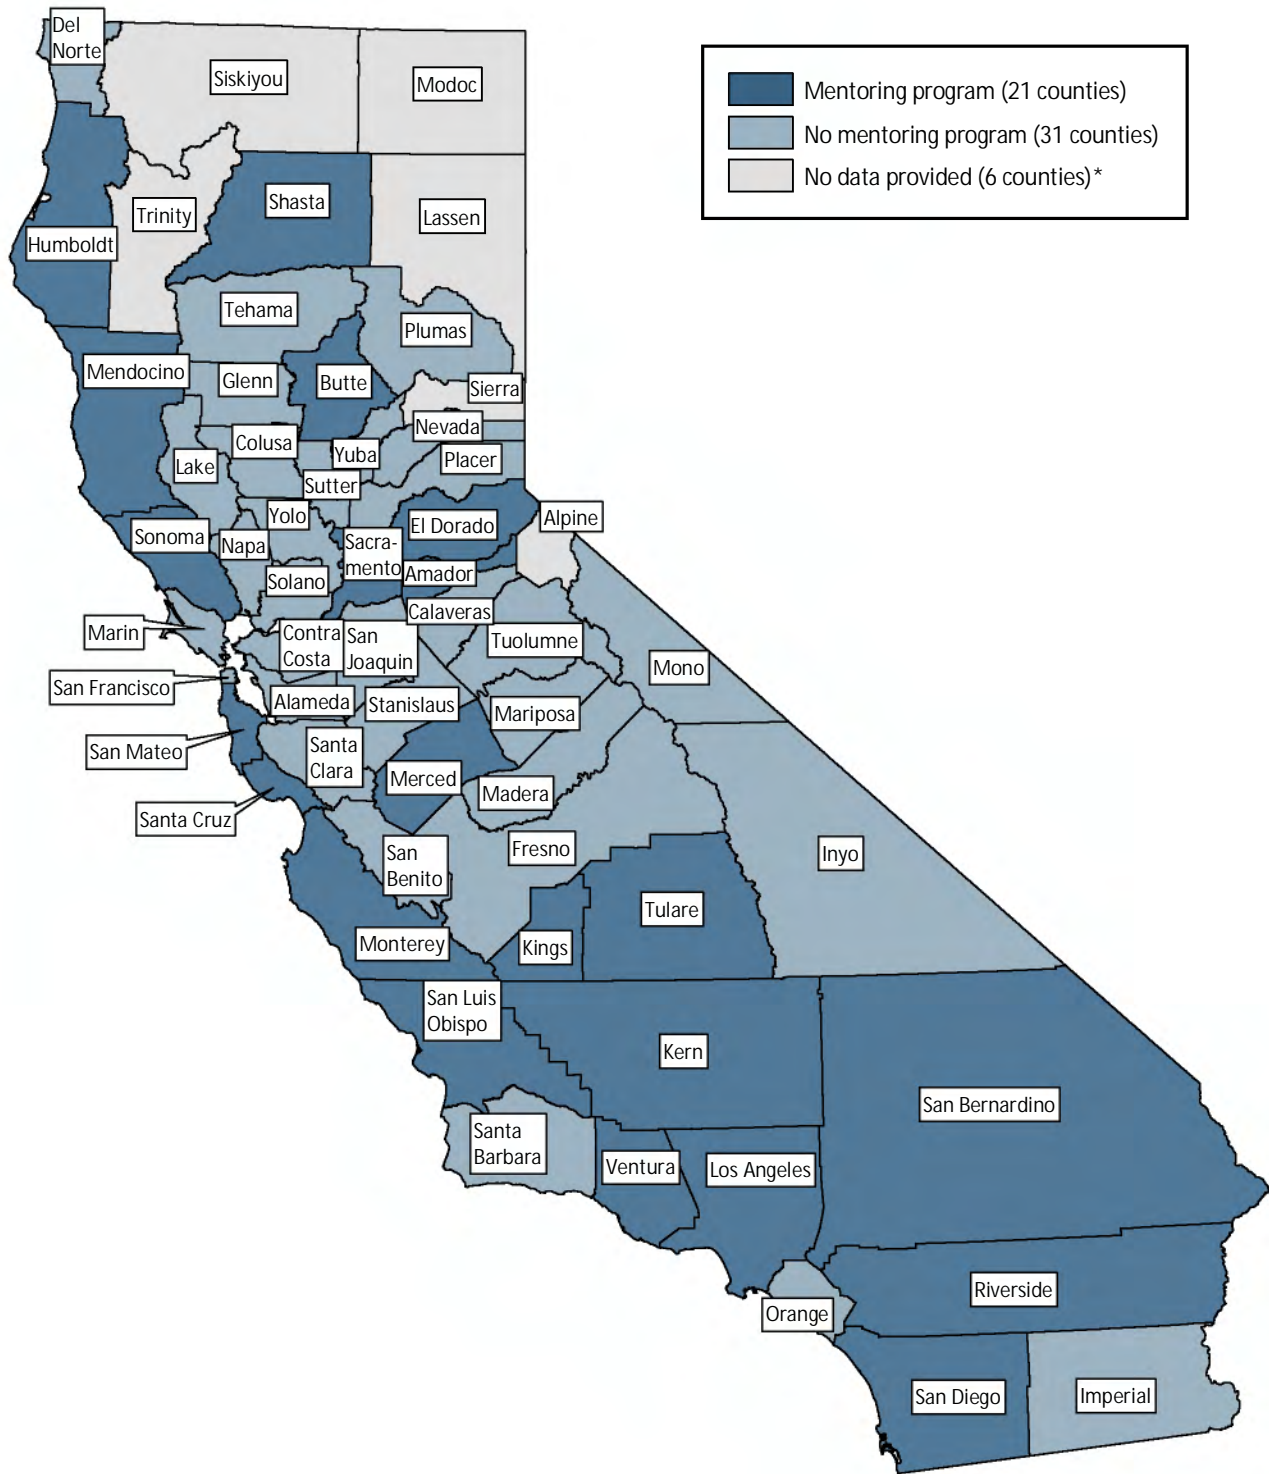 Del
Norte
Siskiyou
Modoc
Mentoring program (21 counties)
No mentoring program (31 counties)
No data provided (6 counties)*
Trinity
Shasta
Lassen
Humboldt
Tehama
Plumas
Mendocino
Glenn
Butte
Sierra
Nevada
Colusa
Yuba
Placer
Lake
Sutter
Yolo
El Dorado
Alpine
Sonoma
Napa
Sacra-
mento
Solano
Amador
Calaveras
Marin
Contra
Costa
San
Joaquin
Tuolumne
Mono
San Francisco
Alameda
Stanislaus
Mariposa
San Mateo
Santa
Clara
Merced
Madera
Santa Cruz
San
Benito
Fresno
Inyo
Tulare
Monterey
Kings
San Luis
Obispo
Kern
San Bernardino
Santa
Barbara
Ventura
Los Angeles
Riverside
Orange
San Diego
Imperial